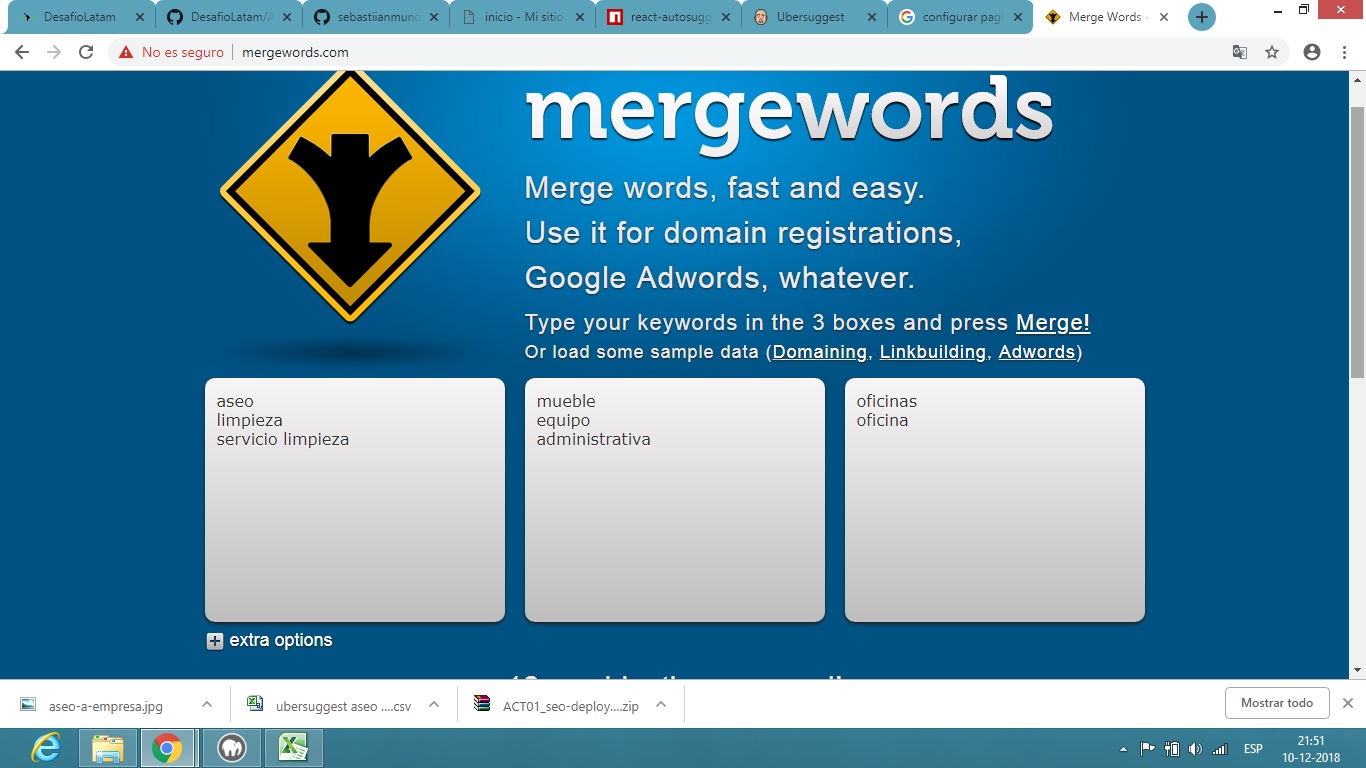 DesafioLatam
DesafioLatam/A
sebastiianmuno
inicio - Mi sitio
react-autosugg
Ubersuggest
configurar pagi
Merge Words -
No es seguro
mergewords.com
mergewords
Merge words, fast and easy.
Use it for domain registrations,
Google Adwords, whatever.
Type your keywords in the 3 boxes and press Merge!
Or load some sample data (Domaining, Linkbuilding, Adwords)
aseo
limpieza
servicio limpieza
mueble
equipo
administrativa
oficinas
oficina
extra options
aseo-a-empresa.jpg
ubersuggest aseo ....csv
ACT01_seo-deploy....zip
Mostrar todo
ESP
21:51
10-12-2018